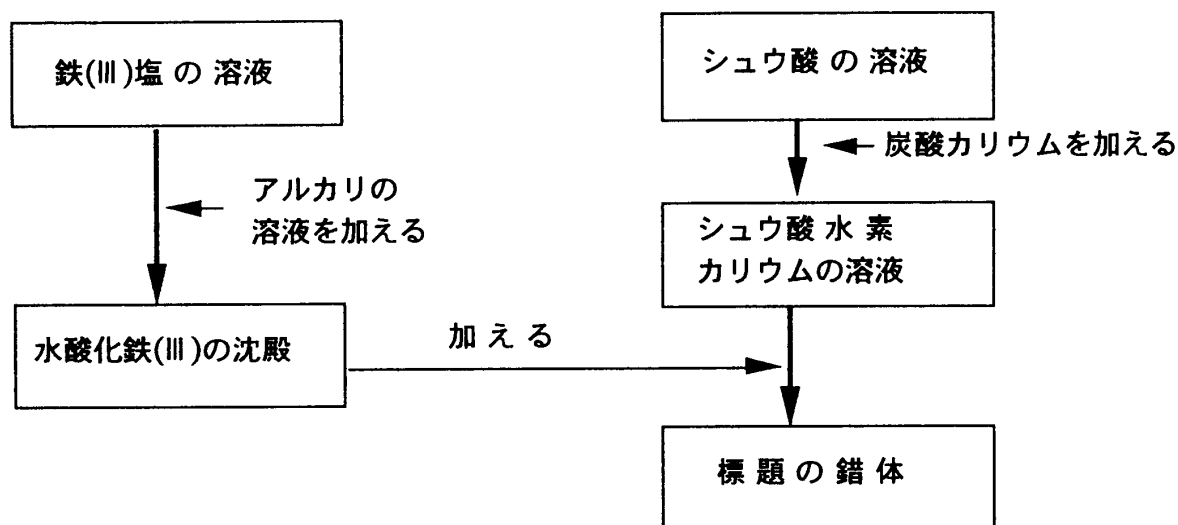 鉄(III)塩 の 溶液
シュウ酸 の 溶液
炭酸カリウムを加える
アルカリの
溶液を加える
シュウ酸 水 素
カリウムの溶液
水酸化鉄(III)の沈殿
加 え る
標 題 の 錯 体